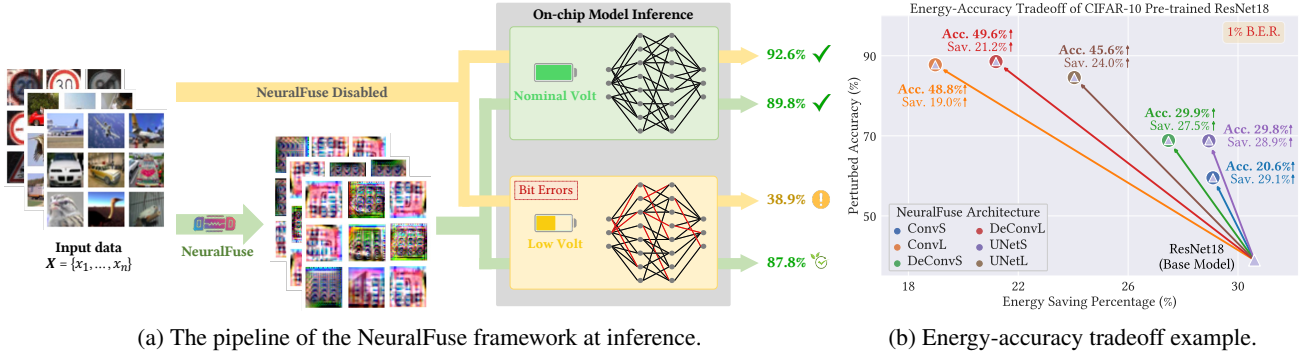 On-chip Model Inference
NeuralFuse Disabled
Nominal Volt
92.6%
89.8%
Bit Errors
Low Volt
38.9%
87.8%
NeuralFuse
Input data
X = {x1,...,xn}
(a) The pipeline of the NeuralFuse framework at inference.
Energy-Accuracy Tradeoff of CIFAR-10 Pre-trained ResNet18
1% B.E.R.
Acc. 49.6%↑
Sav. 21.2%↑
Acc. 45.6%↑
Sav. 24.0%↑
Acc. 48.8%↑
Sav. 19.0%↑
Acc. 29.9%↑
Sav. 27.5%↑
Acc. 29.8%↑
Sav. 28.9%↑
Acc. 20.6%↑
Sav. 29.1%↑
Perturbed Accuracy (%)
90
70
50
NeuralFuse Architecture
ConvS
ConvL
DeConvS
DeConvL
UNetS
UNetL
ResNet18
(Base Model)
18 22 26 30
Energy Saving Percentage (%)
(b) Energy-accuracy tradeoff example.